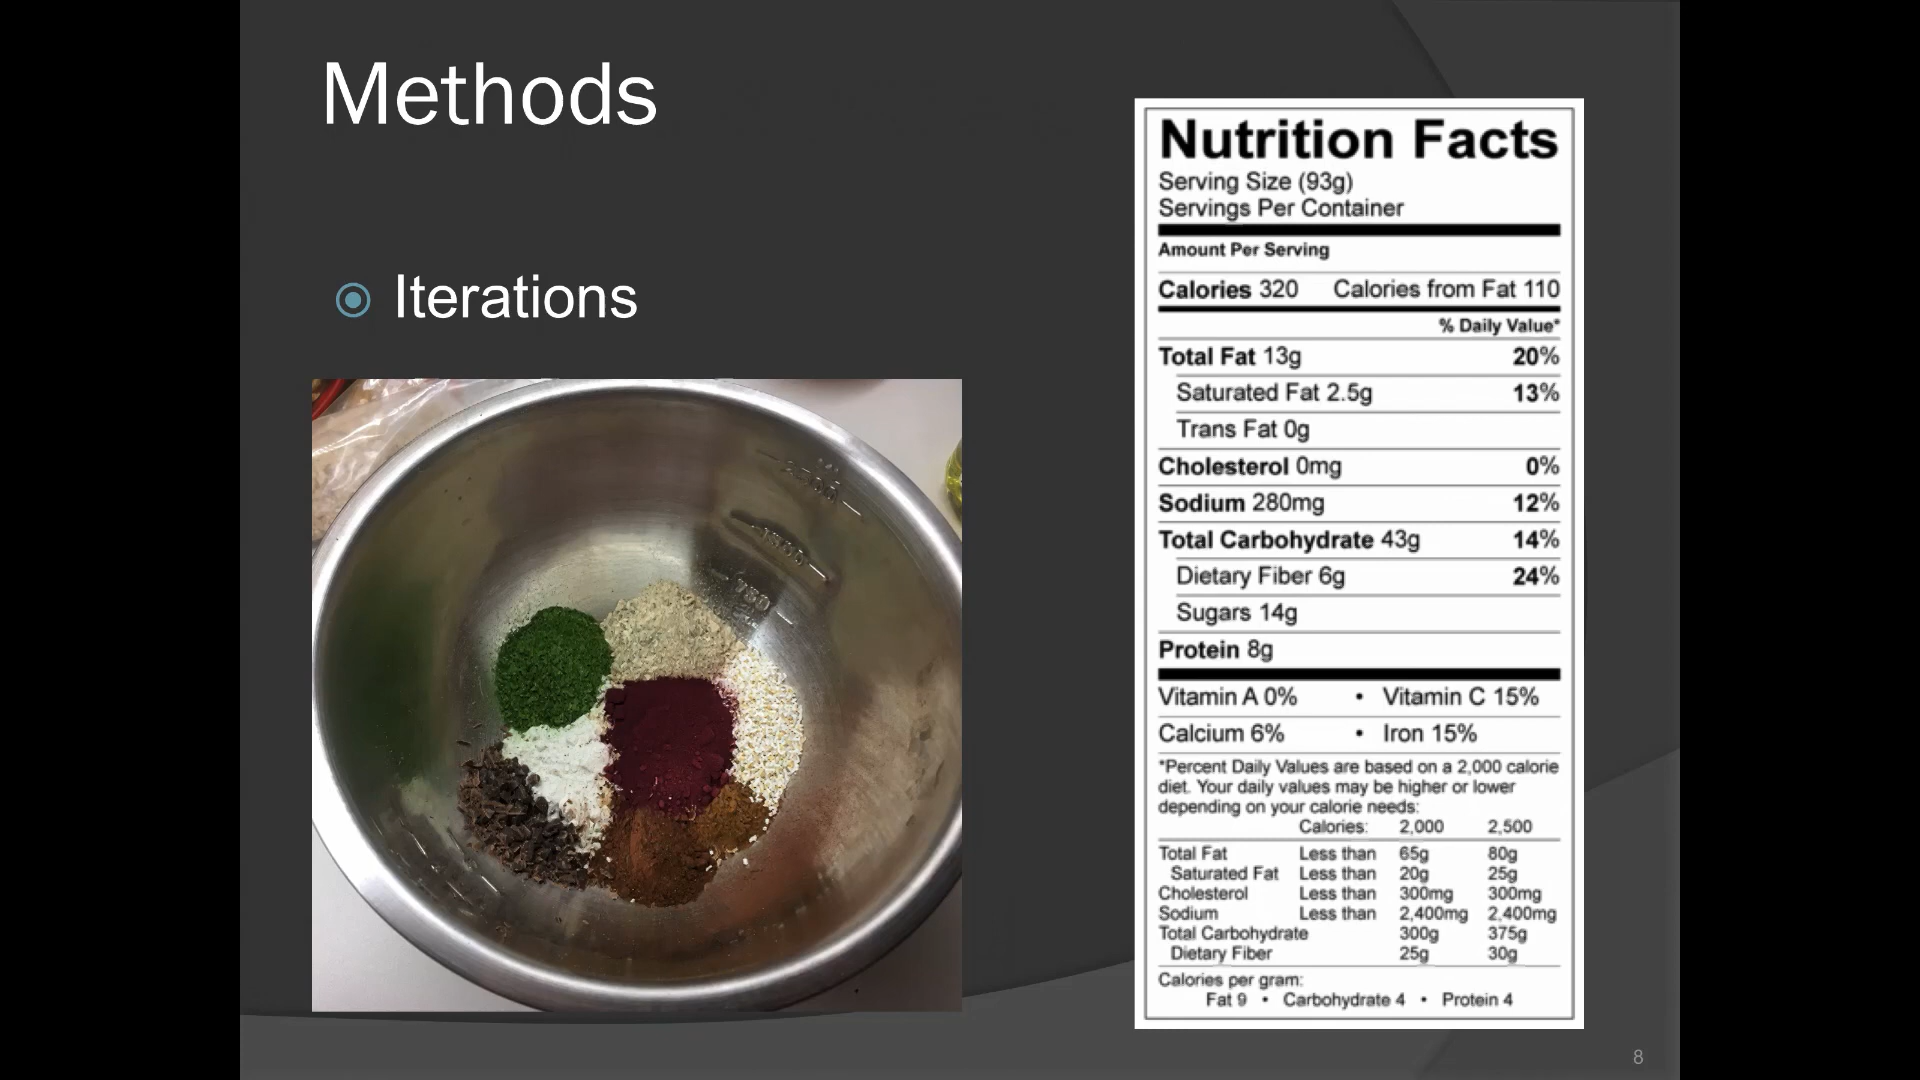 Methods
Iterations
2500
1500
750
Nutrition Facts
Serving Size (93g)
Servings Per Container
Amount Per Serving
Calories 320 Calories from Fat 110
% Daily Value*
Total Fat 13g 20%
Saturated Fat 2.5g 13%
Trans Fat 0g
Cholesterol 0mg 0%
Sodium 280mg 12%
Total Carbohydrate 43g 14%
Dietary Fiber 6g 24%
Sugars 14g
Protein 8g
Vitamin A 0% • Vitamin C 15%
Calcium 6% • Iron 15%
*Percent Daily Values are based on a 2,000 calorie
diet. Your daily values may be higher or lower
depending on your calorie needs:
Calories: 2,000 2,500
Total Fat Less than 65g 80g
Saturated Fat Less than 20g 25g
Cholesterol Less than 300mg 300mg
Sodium Less than 2,400mg 2,400mg
Total Carbohydrate 300g 375g
Dietary Fiber 25g 30g
Calories per gram:
Fat 9 • Carbohydrate 4 • Protein 4
8